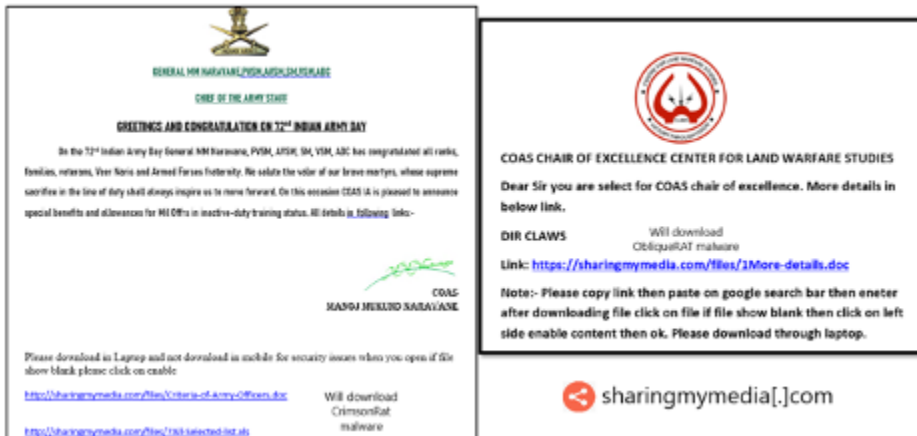 GENERAL MM NARAVANE,PVSM,AVSM,SM,VSM,ADC
CHIEF OF THE ARMY STAFF
GREETINGS AND CONGRATULATION ON 72nd INDIAN ARMY DAY
On the 72nd Indian Army Day General MM Naravane, PVSM, AVSM, SM, VSM, ADC has congratulated all ranks,
families, veterans, Veer Naris and Armed Forces fraternity. We salute the valor of our brave martyrs, whose supreme
sacrifice in the line of duty shall always inspire us to move forward. On this occasion COAS IA is pleased to announce
special benefits and allowances for Mil Offrs in inactive-duty training status. All details in following links:-
COAS
MANOJ MUKUND NARAVANE
Please download in Laptop and not download in mobile for security issues when you open if file
show blank please click on enable
http://sharingmymedia.com/files/Criteria-of-Army-Officers.doc
Will download
CrimsonRat
malware
http://sharingmymedia.com/files/7All-Selected-list.xls
COAS CHAIR OF EXCELLENCE CENTER FOR LAND WARFARE STUDIES
Dear Sir you are select for COAS chair of excellence. More details in
below link.
DIR CLAWS
Will download
ObliqueRAT malware
Link: https://sharingmymedia.com/files/1More-details.doc
Note:- Please copy link then paste on google search bar then eneter
after downloading file click on file if file show blank then click on left
side enable content then ok. Please download through laptop.
sharingmymedia[.]com